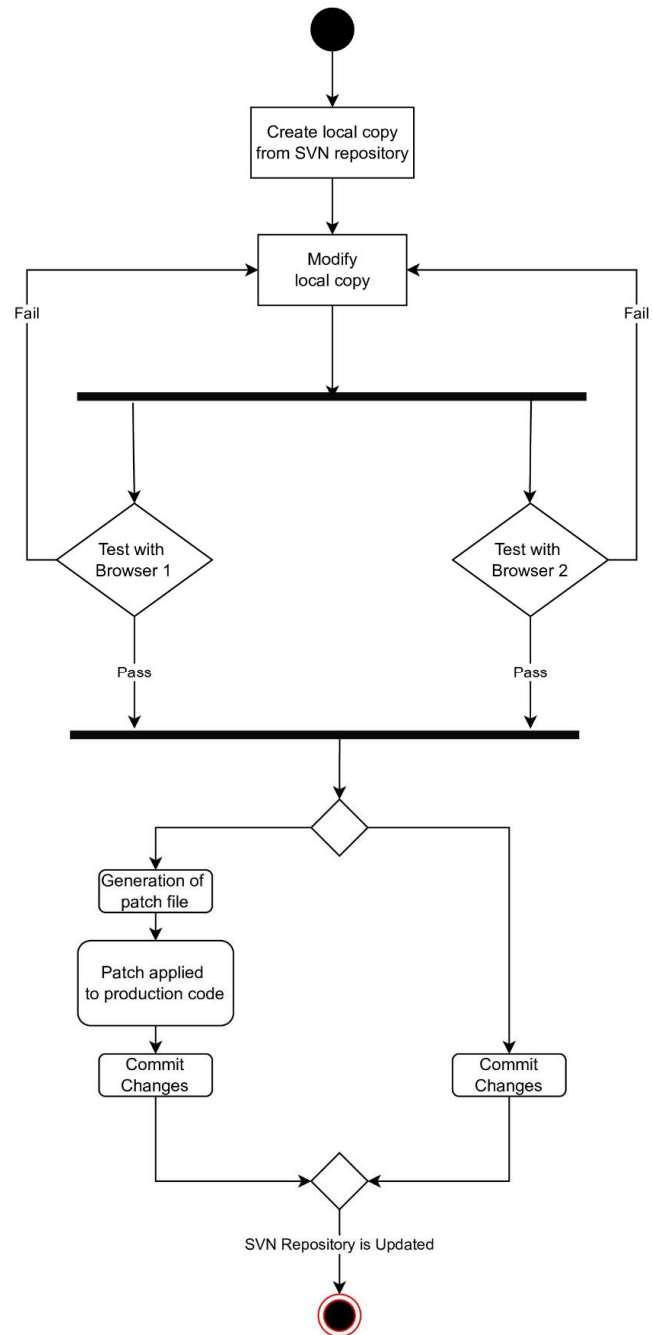 Create local copy
from SVN repository
Modify
local copy
Fail
Fail
Test with
Browser 1
Test with
Browser 2
Pass
Pass
Generation of
patch file
Patch applied
to production code
Commit
Changes
Commit
Changes
SVN Repository is Updated